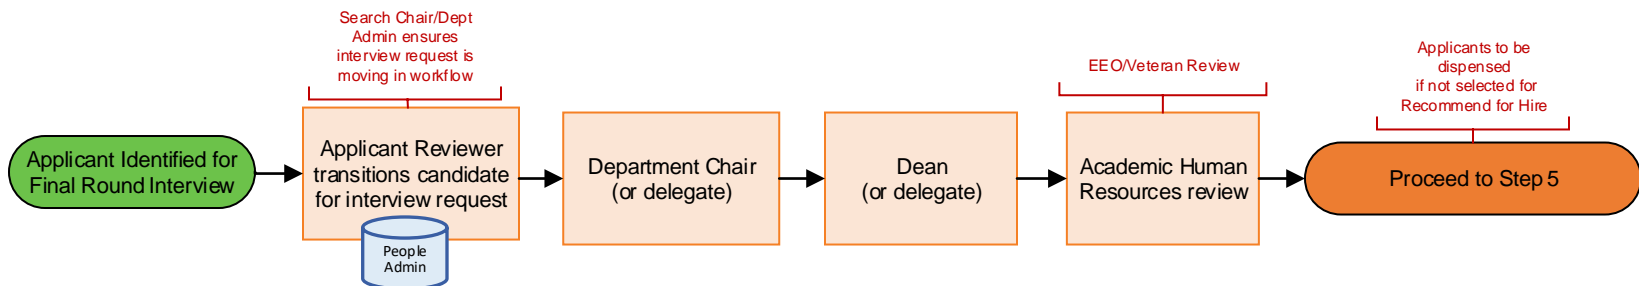 Search Chair/Dept
Admin ensures
interview request is
moving in workflow
EEO/Veteran Review
Applicants to be
dispensed
if not selected for
Recommend for Hire
Applicant Identified for
Final Round Interview
Applicant Reviewer
transitions candidate
for interview request
People
Admin
Department Chair
(or delegate)
Dean
(or delegate)
Academic Human
Resources review
Proceed to Step 5